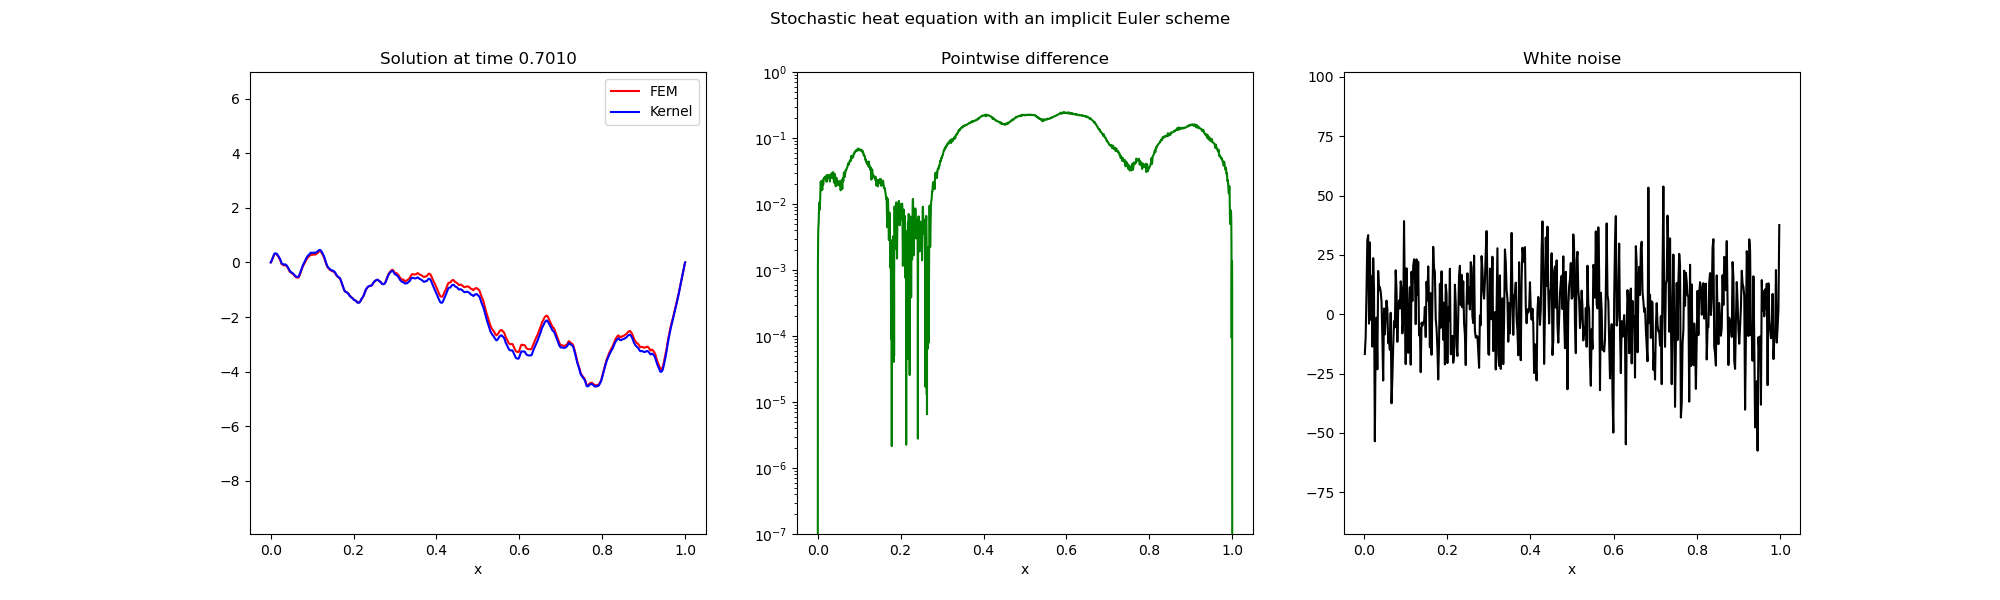 Stochastic heat equation with an implicit Euler scheme
Solution at time 0.7010
FEM
Kernel
6
4
2
0
−2
−4
−6
−8
0.0 0.2 0.4 0.6 0.8 1.0
x
Pointwise difference
10⁰
10⁻¹
10⁻²
10⁻³
10⁻⁴
10⁻⁵
10⁻⁶
10⁻⁷
0.0 0.2 0.4 0.6 0.8 1.0
x
White noise
100
75
50
25
0
−25
−50
−75
0.0 0.2 0.4 0.6 0.8 1.0
x